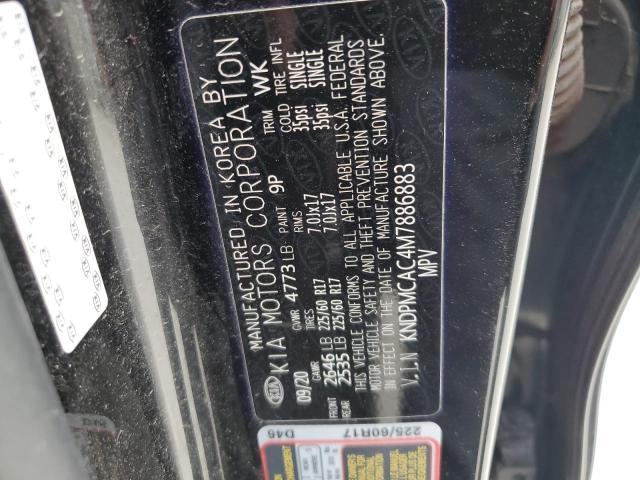 MANUFACTURED IN KOREA BY
KIA KIA MOTORS CORPORATION
09/20 GVWR 4773 LB PAINT 9P TRIM WK
GAWR TIRES RIMS COLD TIRE INFL
FRONT 2646 LB 225/60 R17 7.0Jx17 35psi SINGLE
REAR 2535 LB 225/60 R17 7.0Jx17 35psi SINGLE
THIS VEHICLE CONFORMS TO ALL APPLICABLE U.S.A. FEDERAL
MOTOR VEHICLE SAFETY AND THEFT PREVENTION STANDARDS
IN EFFECT ON THE DATE OF MANUFACTURE SHOWN ABOVE.
V.I.N KNDPMCAC4M7886883
MPV
D46
225/60R17